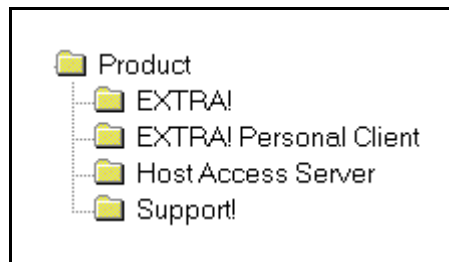 Product
EXTRA!
EXTRA! Personal Client
Host Access Server
Support!